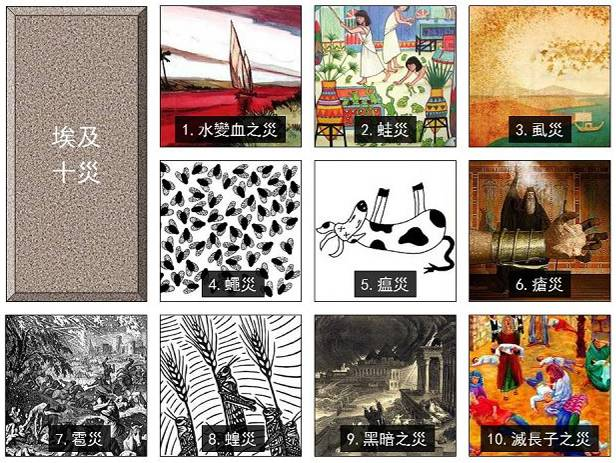 埃及
十災
1. 水變血之災
2. 蛙災
3. 虱災
4. 蠅災
5. 瘟災
6. 瘡災
7. 雹災
8. 蝗災
9. 黑暗之災
10. 滅長子之災